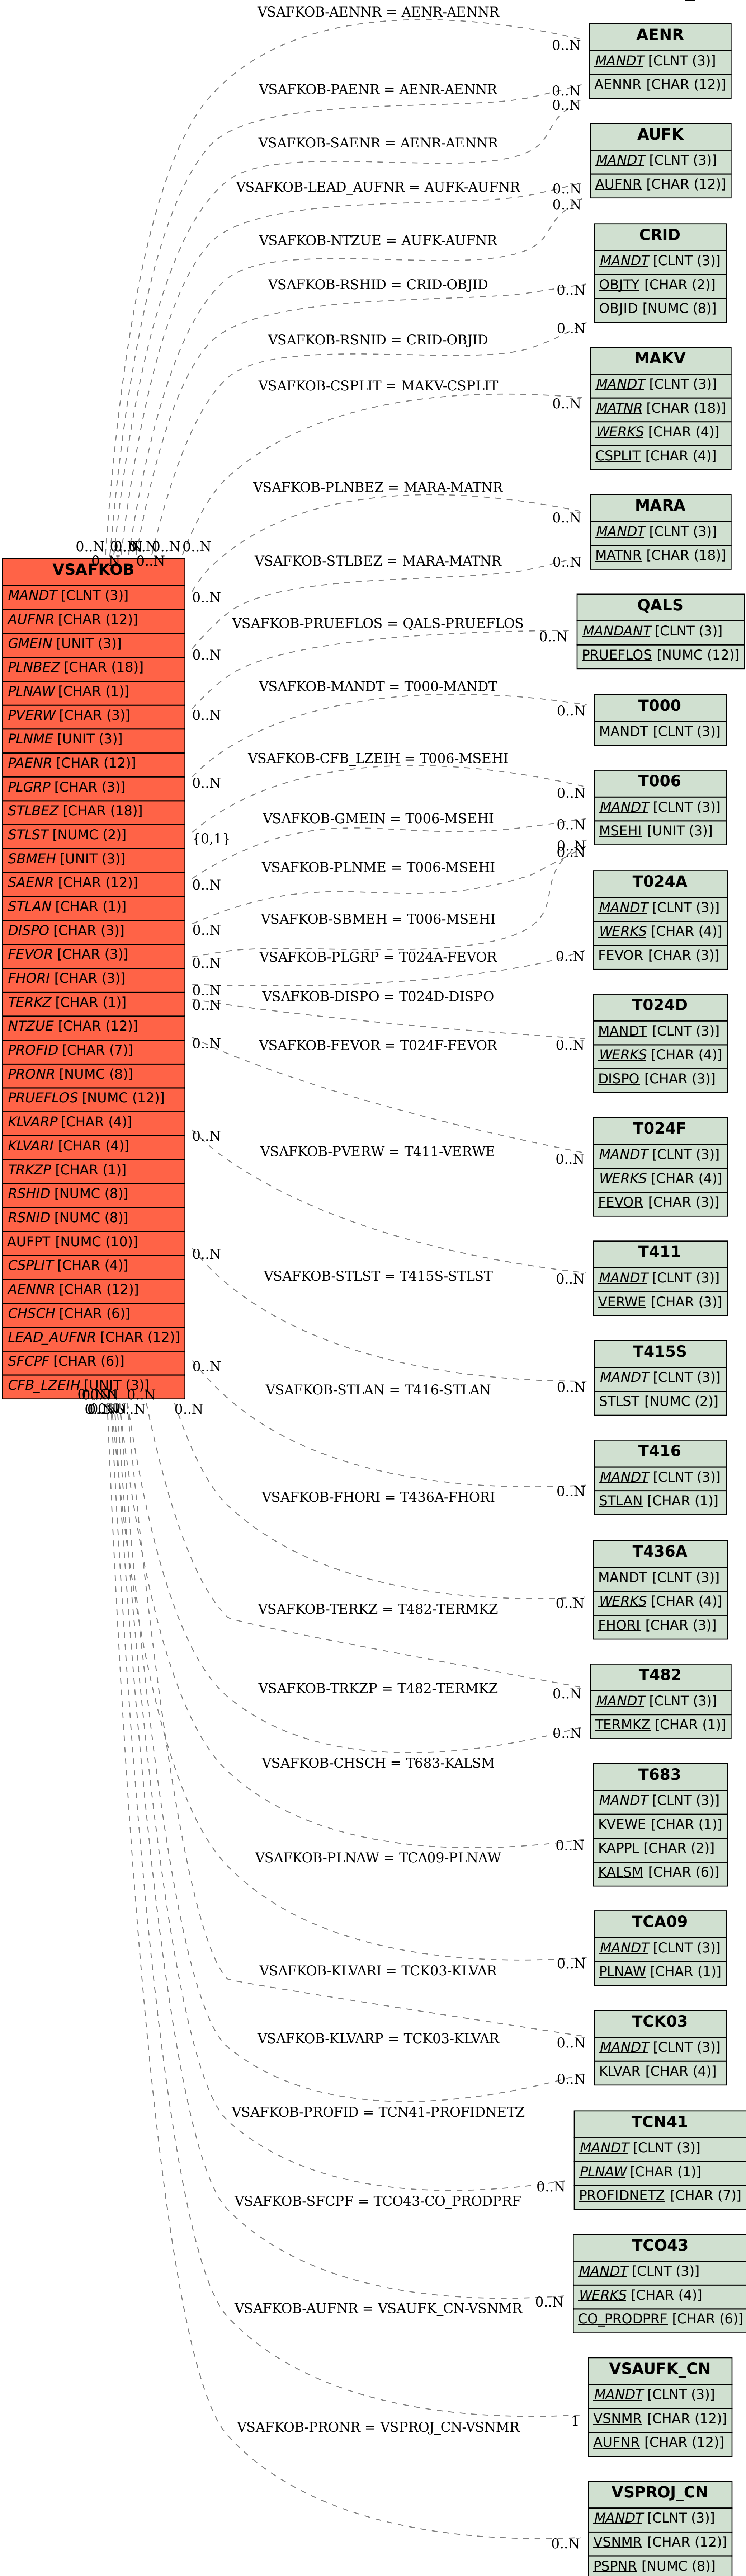 VSAFKOB-AENNR = AENR-AENNR
0..N
AENR
MANDT [CLNT (3)]
AENNR [CHAR (12)]
VSAFKOB-PAENR = AENR-AENNR
0..N
0..N
VSAFKOB-SAENR = AENR-AENNR
AUFK
MANDT [CLNT (3)]
AUFNR [CHAR (12)]
VSAFKOB-LEAD_AUFNR = AUFK-AUFNR
0..N
0..N
VSAFKOB-NTZUE = AUFK-AUFNR
CRID
MANDT [CLNT (3)]
OBJTY [CHAR (2)]
OBJID [NUMC (8)]
VSAFKOB-RSHID = CRID-OBJID
0..N
VSAFKOB-RSNID = CRID-OBJID
0..N
MAKV
MANDT [CLNT (3)]
MATNR [CHAR (18)]
WERKS [CHAR (4)]
CSPLIT [CHAR (4)]
VSAFKOB-CSPLIT = MAKV-CSPLIT
0..N
VSAFKOB-PLNBEZ = MARA-MATNR
0..N
MARA
MANDT [CLNT (3)]
MATNR [CHAR (18)]
VSAFKOB-STLBEZ = MARA-MATNR
0..N
QALS
MANDANT [CLNT (3)]
PRUEFLOS [NUMC (12)]
VSAFKOB-PRUEFLOS = QALS-PRUEFLOS
0..N
VSAFKOB-MANDT = T000-MANDT
0..N
T000
MANDT [CLNT (3)]
VSAFKOB-CFB_LZEIH = T006-MSEHI
0..N
T006
MANDT [CLNT (3)]
MSEHI [UNIT (3)]
VSAFKOB-GMEIN = T006-MSEHI
0..N
0..N
0..N
VSAFKOB-PLNME = T006-MSEHI
VSAFKOB-SBMEH = T006-MSEHI
T024A
MANDT [CLNT (3)]
WERKS [CHAR (4)]
FEVOR [CHAR (3)]
VSAFKOB-PLGRP = T024A-FEVOR
0..N
VSAFKOB-DISPO = T024D-DISPO
0..N
T024D
MANDT [CLNT (3)]
WERKS [CHAR (4)]
DISPO [CHAR (3)]
VSAFKOB-FEVOR = T024F-FEVOR
0..N
T024F
MANDT [CLNT (3)]
WERKS [CHAR (4)]
FEVOR [CHAR (3)]
VSAFKOB-PVERW = T411-VERWE
0..N
T411
MANDT [CLNT (3)]
VERWE [CHAR (3)]
VSAFKOB-STLST = T415S-STLST
0..N
T415S
MANDT [CLNT (3)]
STLST [NUMC (2)]
VSAFKOB-STLAN = T416-STLAN
0..N
T416
MANDT [CLNT (3)]
STLAN [CHAR (1)]
VSAFKOB-FHORI = T436A-FHORI
0..N
T436A
MANDT [CLNT (3)]
WERKS [CHAR (4)]
FHORI [CHAR (3)]
VSAFKOB-TERKZ = T482-TERMKZ
0..N
T482
MANDT [CLNT (3)]
TERMKZ [CHAR (1)]
VSAFKOB-TRKZP = T482-TERMKZ
0..N
VSAFKOB-CHSCH = T683-KALSM
0..N
T683
MANDT [CLNT (3)]
KVEWE [CHAR (1)]
KAPPL [CHAR (2)]
KALSM [CHAR (6)]
VSAFKOB-PLNAW = TCA09-PLNAW
0..N
TCA09
MANDT [CLNT (3)]
PLNAW [CHAR (1)]
VSAFKOB-KLVARI = TCK03-KLVAR
0..N
TCK03
MANDT [CLNT (3)]
KLVAR [CHAR (4)]
VSAFKOB-KLVARP = TCK03-KLVAR
0..N
VSAFKOB-PROFID = TCN41-PROFIDNETZ
0..N
TCN41
MANDT [CLNT (3)]
PLNAW [CHAR (1)]
PROFIDNETZ [CHAR (7)]
VSAFKOB-SFCPF = TCO43-CO_PRODPRF
0..N
TCO43
MANDT [CLNT (3)]
WERKS [CHAR (4)]
CO_PRODPRF [CHAR (6)]
VSAFKOB-AUFNR = VSAUFK_CN-VSNMR
1
VSAUFK_CN
MANDT [CLNT (3)]
VSNMR [CHAR (12)]
AUFNR [CHAR (12)]
VSAFKOB-PRONR = VSPROJ_CN-VSNMR
0..N
VSPROJ_CN
MANDT [CLNT (3)]
VSNMR [CHAR (12)]
PSPNR [NUMC (8)]
0..N
0..N
0..N
VSAFKOB
MANDT [CLNT (3)]
AUFNR [CHAR (12)]
GMEIN [UNIT (3)]
PLNBEZ [CHAR (18)]
PLNAW [CHAR (1)]
PVERW [CHAR (3)]
PLNME [UNIT (3)]
PAENR [CHAR (12)]
PLGRP [CHAR (3)]
STLBEZ [CHAR (18)]
STLST [NUMC (2)]
SBMEH [UNIT (3)]
SAENR [CHAR (12)]
STLAN [CHAR (1)]
DISPO [CHAR (3)]
FEVOR [CHAR (3)]
FHORI [CHAR (3)]
TERKZ [CHAR (1)]
NTZUE [CHAR (12)]
PROFID [CHAR (7)]
PRONR [NUMC (8)]
PRUEFLOS [NUMC (12)]
KLVARP [CHAR (4)]
KLVARI [CHAR (4)]
TRKZP [CHAR (1)]
RSHID [NUMC (8)]
RSNID [NUMC (8)]
AUFPT [NUMC (10)]
CSPLIT [CHAR (4)]
AENNR [CHAR (12)]
CHSCH [CHAR (6)]
LEAD_AUFNR [CHAR (12)]
SFCPF [CHAR (6)]
CFB_LZEIH [UNIT (3)]
0..N
0..N
0..N
0..N
{0,1}
0..N
0..N
0..N
0..N
0..N
0..N
0..N
0..N
0..N
0..N